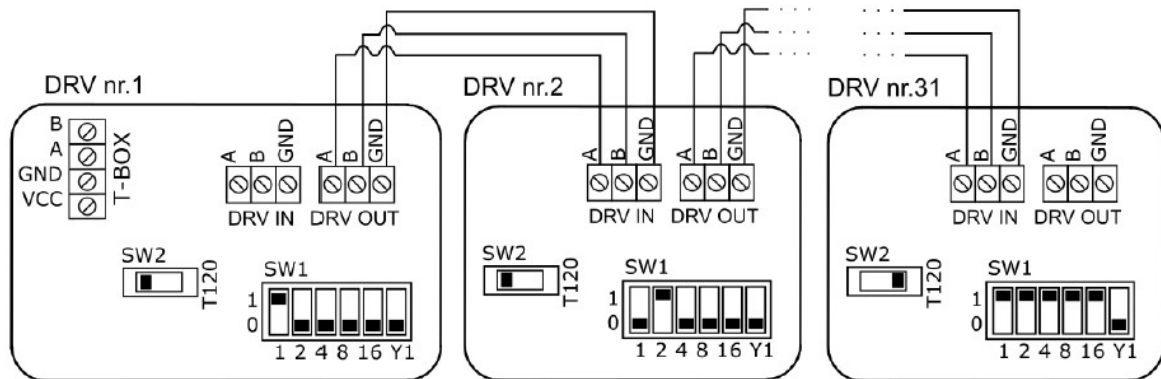 DRV nr.1
B
A
GND
VCC
T-BOX
A B GND
DRV IN
A B GND
DRV OUT
SW2
T120
SW1
1
0
1 2 4 8 16 Y1
DRV nr.2
A B GND
DRV IN
A B GND
DRV OUT
SW2
T120
SW1
1
0
1 2 4 8 16 Y1
DRV nr.31
A B GND
DRV IN
A B GND
DRV OUT
SW2
T120
SW1
1
0
1 2 4 8 16 Y1